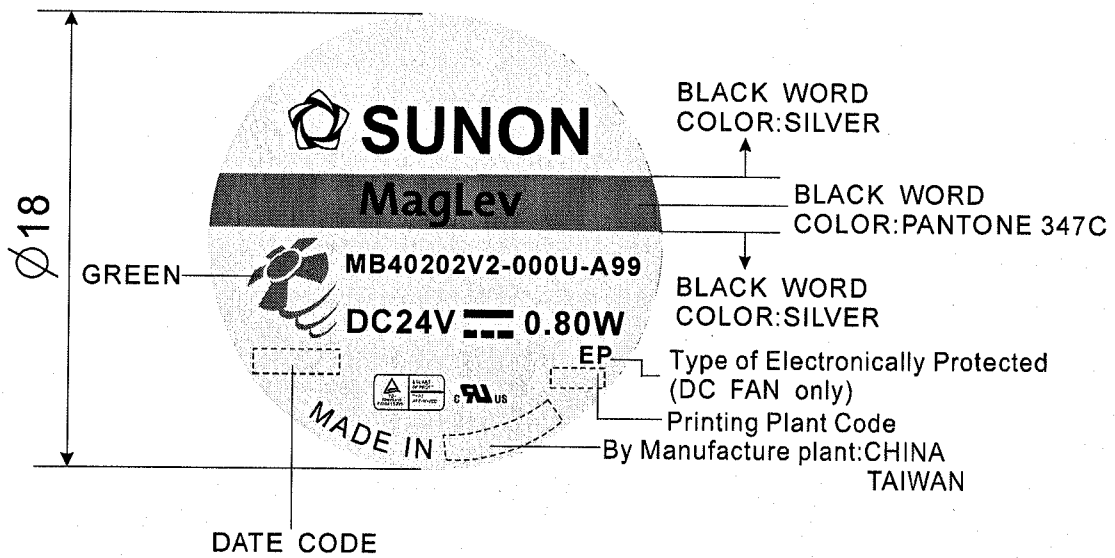 Ø18
SUNON
MagLev
MB40202V2-000U-A99
DC24V 0.80W
EP
c RU US
MADE IN
GREEN
DATE CODE
BLACK WORD
COLOR:SILVER
BLACK WORD
COLOR:PANTONE 347C
BLACK WORD
COLOR:SILVER
Type of Electronically Protected
(DC FAN only)
Printing Plant Code
By Manufacture plant:CHINA
TAIWAN